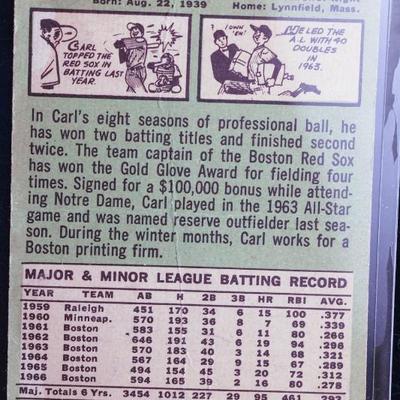 Born: Aug. 22, 1939
Home: Lynnfield, Mass.
CARL
TOPPED THE
RED SOX IN
BATTING LAST
YEAR.
I OWN
'EM!
HE LED THE
A.L. WITH 40
DOUBLES
IN
1963.
In Carl's eight seasons of professional ball, he
has won two batting titles and finished second
twice. The team captain of the Boston Red Sox
has won the Gold Glove Award for fielding four
times. Signed for a $100,000 bonus while attend-
ing Notre Dame, Carl played in the 1963 All-Star
game and was named reserve outfielder last sea-
son. During the winter months, Carl works for a
Boston printing firm.
MAJOR & MINOR LEAGUE BATTING RECORD
YEAR TEAM AB H 2B 3B HR RBI AVG.
1959 Raleigh 451 170 34 6 15 100 .377
1960 Minneap. 570 193 36 8 7 69 .339
1961 Boston 583 155 31 6 11 80 .266
1962 Boston 646 191 43 6 19 94 .296
1963 Boston 570 183 40 3 14 68 .321
1964 Boston 567 164 29 9 15 67 .289
1965 Boston 494 154 45 3 20 72 .312
1966 Boston 594 165 39 2 16 80 .278
Maj. Totals 6 Yrs. 3454 1012 227 29 95 461 .293